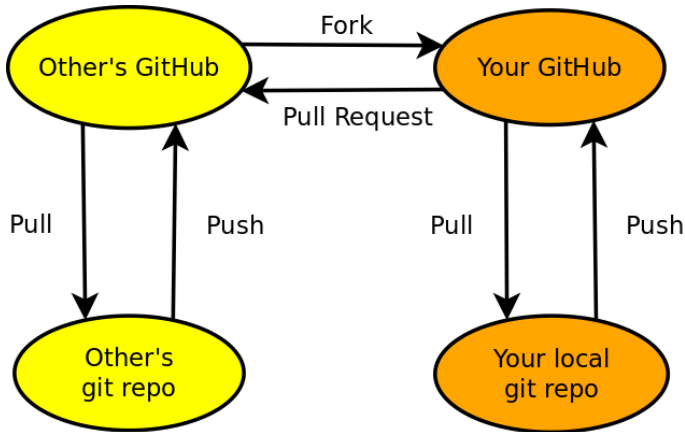 Fork
Other's GitHub
Your GitHub
Pull Request
Pull
Push
Pull
Push
Other's
git repo
Your local
git repo